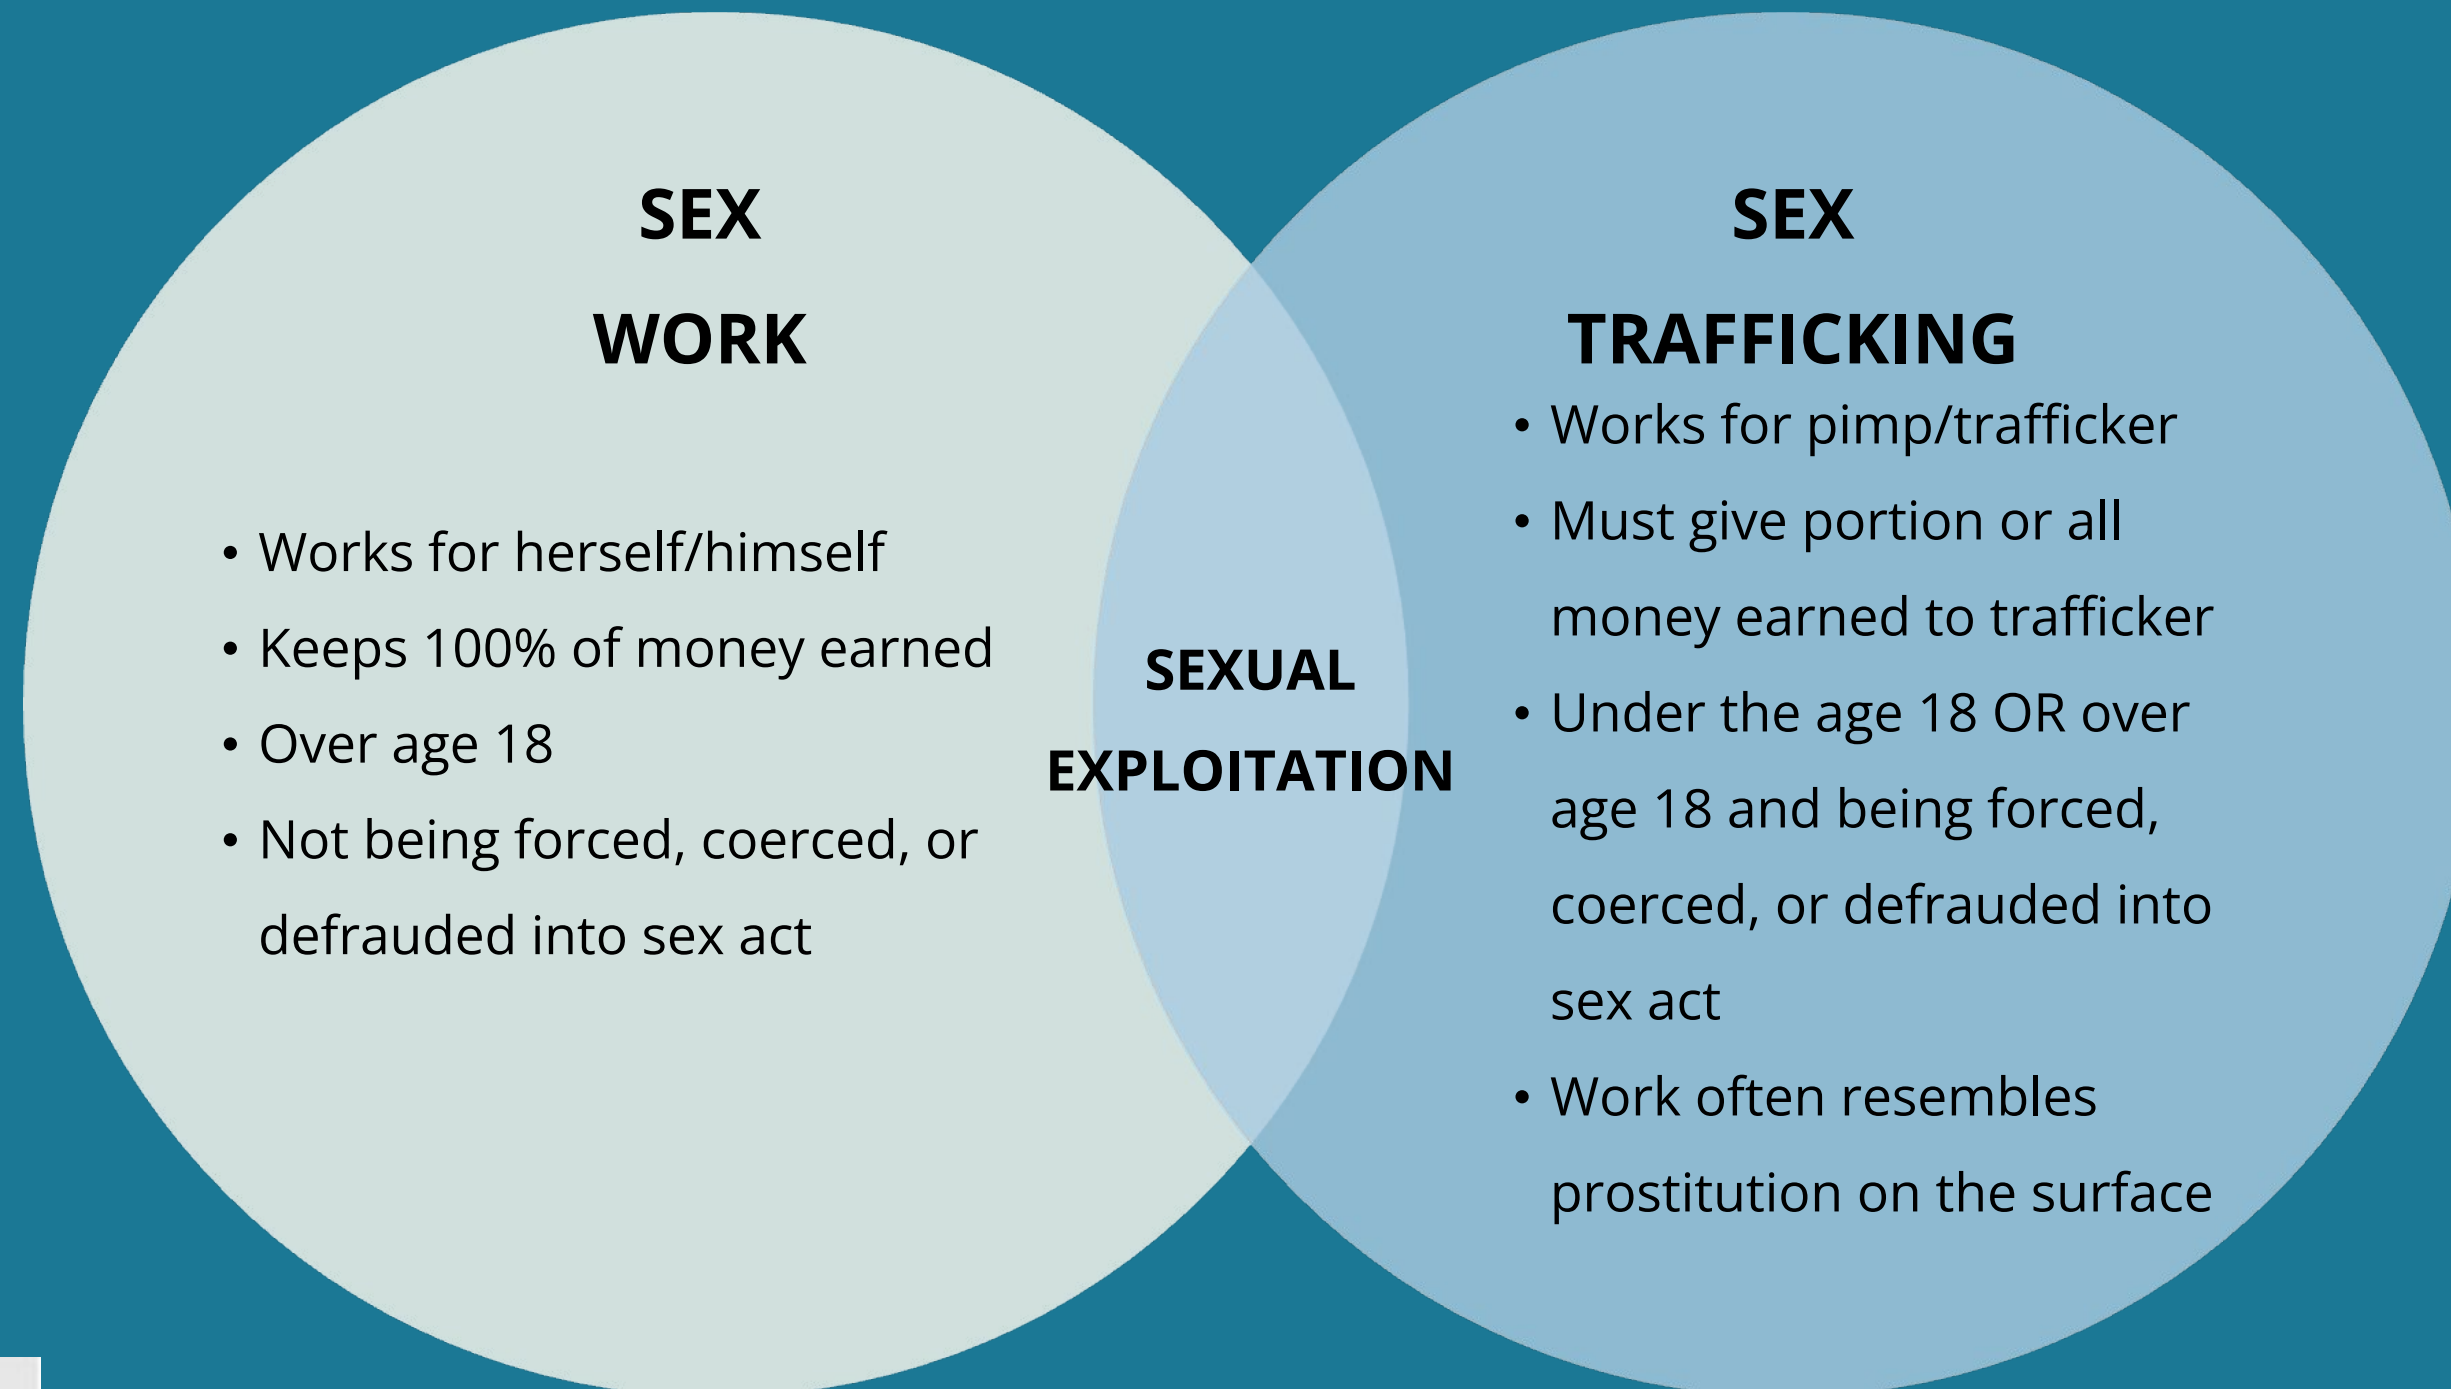 SEX
WORK
• Works for herself/himself
• Keeps 100% of money earned
• Over age 18
• Not being forced, coerced, or
defrauded into sex act
SEXUAL
EXPLOITATION
SEX
TRAFFICKING
• Works for pimp/trafficker
• Must give portion or all
money earned to trafficker
• Under the age 18 OR over
age 18 and being forced,
coerced, or defrauded into
sex act
• Work often resembles
prostitution on the surface